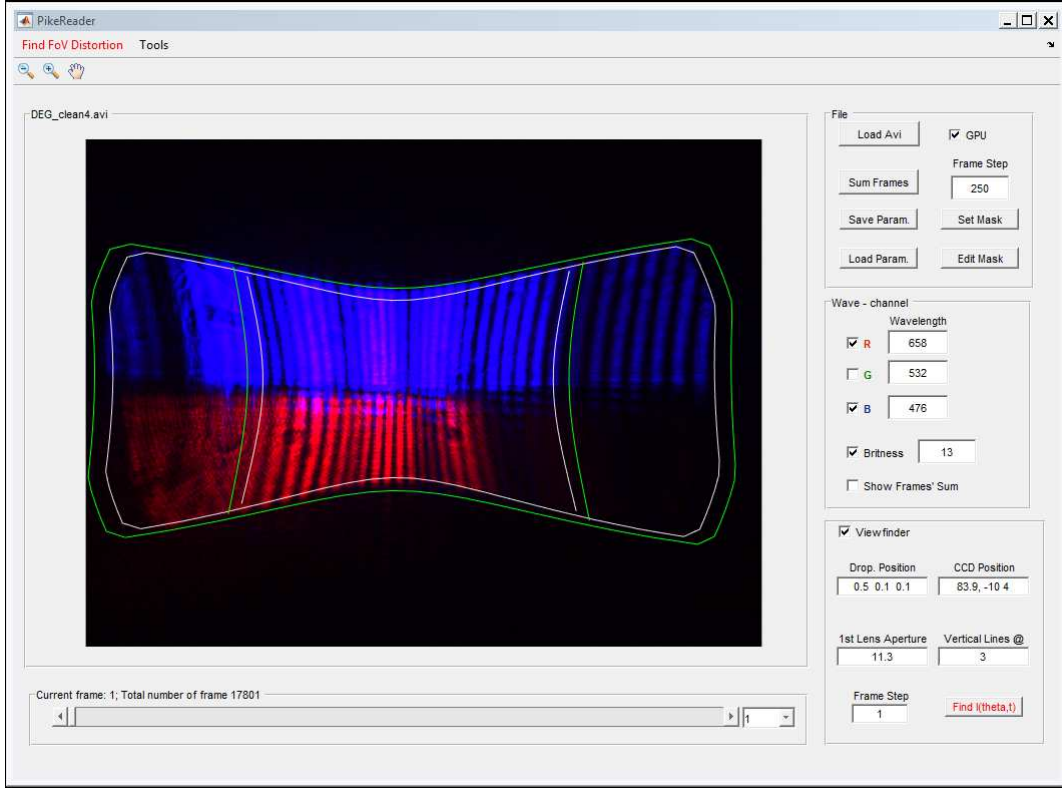 PikeReader
Find FoV Distortion Tools
DEG_clean4.avi
File
Load Avi
GPU
Frame Step
Sum Frames
250
Save Param.
Set Mask
Load Param.
Edit Mask
Wave - channel
Wavelength
R 658
G 532
B 476
Britness 13
Show Frames' Sum
Viewfinder
Drop. Position CCD Position
0.5 0.1 0.1 83.9, -10 4
1st Lens Aperture Vertical Lines @
11.3 3
Frame Step
1
Find I(theta,t)
Current frame: 1; Total number of frame 17801
1